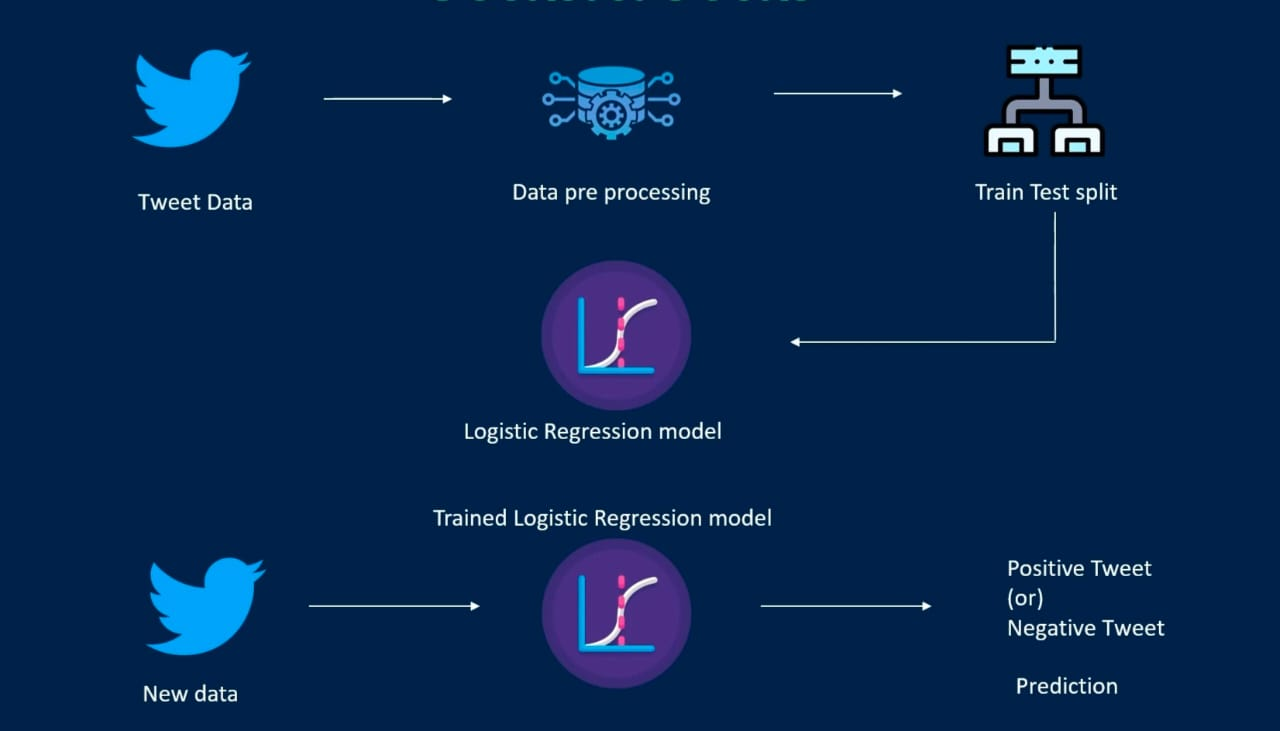 Tweet Data
Data pre processing
Train Test split
Logistic Regression model
Trained Logistic Regression model
New data
Positive Tweet
(or)
Negative Tweet
Prediction